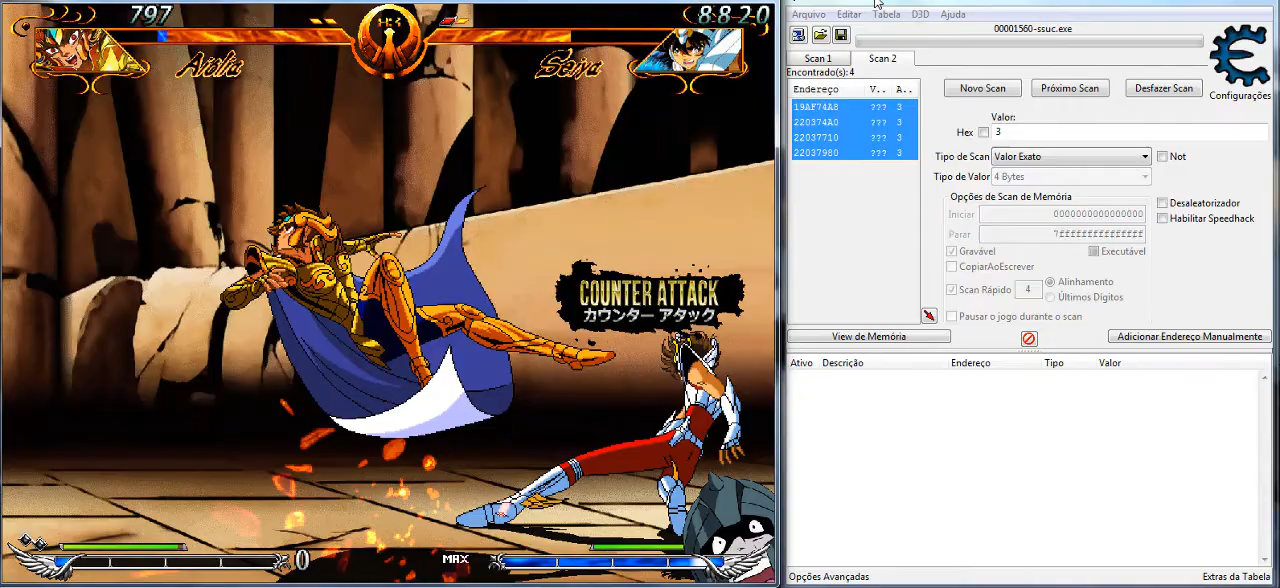 797
8820
Aiolia
Seiya
COUNTER ATTACK
カウンター アタック
0
MAX
Arquivo Editar Tabela D3D Ajuda
00001560-ssuc.exe
Scan 1 Scan 2
Encontrado(s):4
Endereço V.. A..
19AF74A8 ??? 3
220374A0 ??? 3
22037710 ??? 3
22037980 ??? 3
Novo Scan Próximo Scan Desfazer Scan
Configurações
Valor:
Hex 3
Tipo de Scan Valor Exato Not
Tipo de Valor 4 Bytes
Opções de Scan de Memória
Iniciar 0000000000000000
Parar 7fffffffffffffff
Gravável Executável
CopiarAoEscrever
Scan Rápido 4 Alinhamento
Últimos Dígitos
Pausar o jogo durante o scan
Desaleatorizador
Habilitar Speedhack
View de Memória
Adicionar Endereço Manualmente
Ativo Descrição Endereço Tipo Valor
Opções Avançadas Extras da Tabela